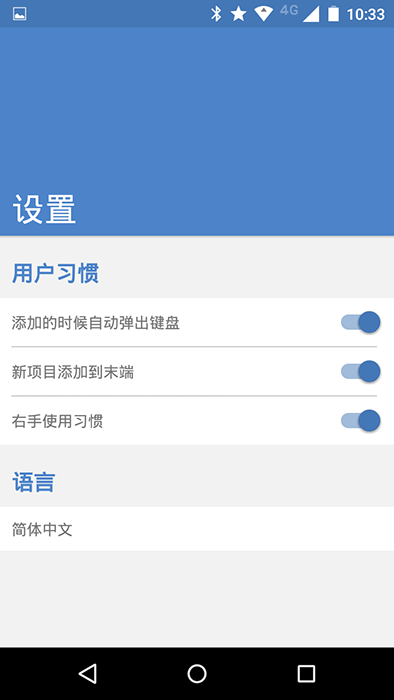 4G 10:33
设置
用户习惯
添加的时候自动弹出键盘
新项目添加到末端
右手使用习惯
语言
简体中文